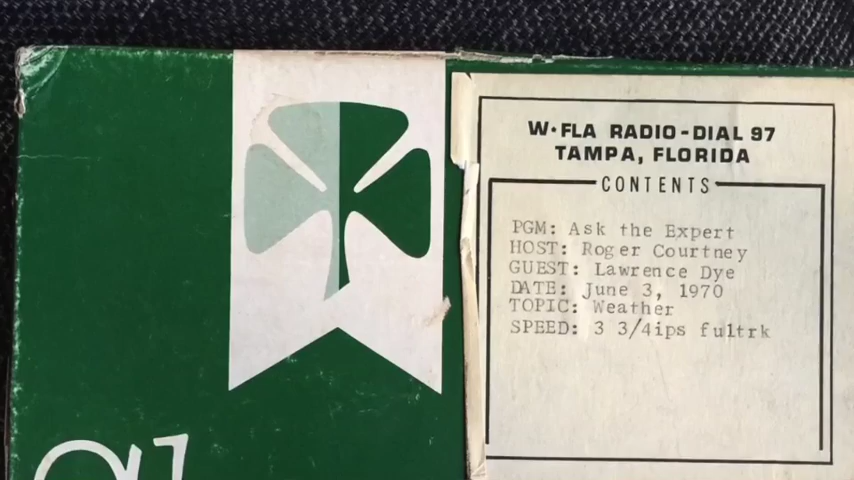 W·FLA RADIO-DIAL 97
TAMPA, FLORIDA
CONTENTS
PGM: Ask the Expert
HOST: Roger Courtney
GUEST: Lawrence Dye
DATE: June 3, 1970
TOPIC: Weather
SPEED: 3 3/4ips fultrk